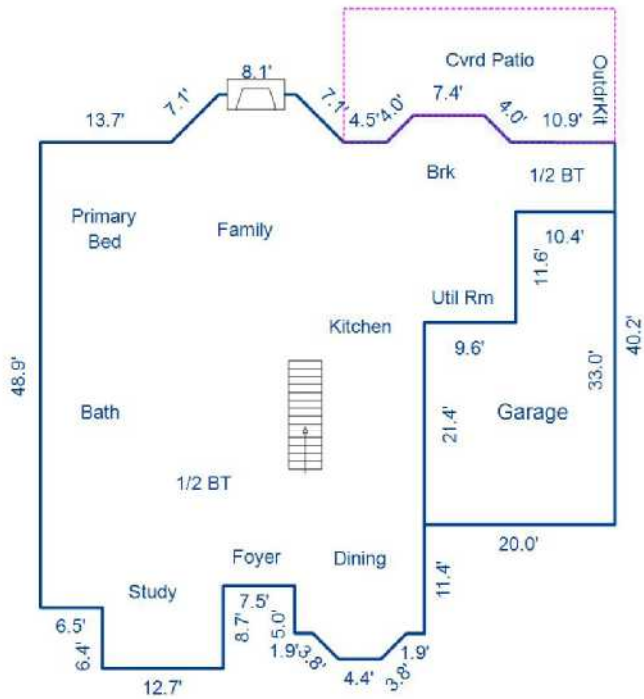 Cvrd Patio
OutdrKit
8.1'
7.1'
7.1'
13.7'
4.5'
4.0'
7.4'
4.0'
10.9'
Brk
1/2 BT
Primary
Bed
Family
10.4'
11.6'
Util Rm
Kitchen
9.6'
40.2'
33.0'
48.9'
Bath
21.4'
Garage
1/2 BT
20.0'
Foyer
Dining
11.4'
Study
7.5'
6.5'
6.4'
8.7'
5.0'
1.9'
3.8'
4.4'
3.8'
1.9'
12.7'